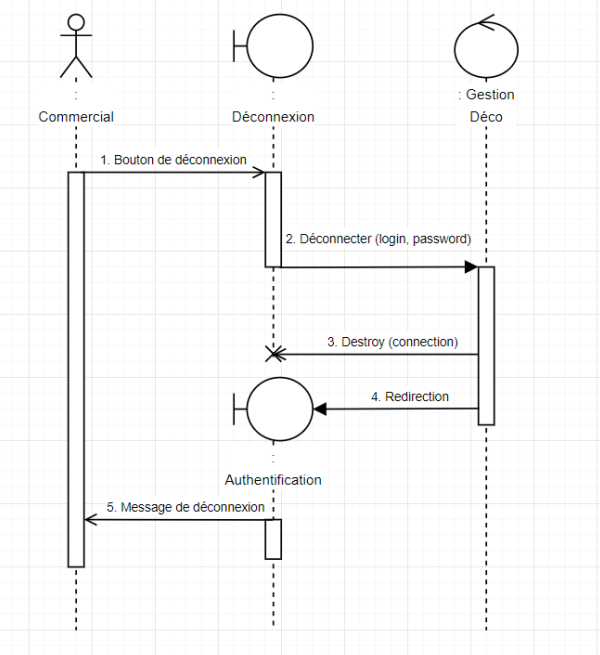 : Gestion
:
:
Commercial
Déconnexion
Déco
1. Bouton de déconnexion
2. Déconnecter (login, password)
3. Destroy (connection)
4. Redirection
:
Authentification
5. Message de déconnexion